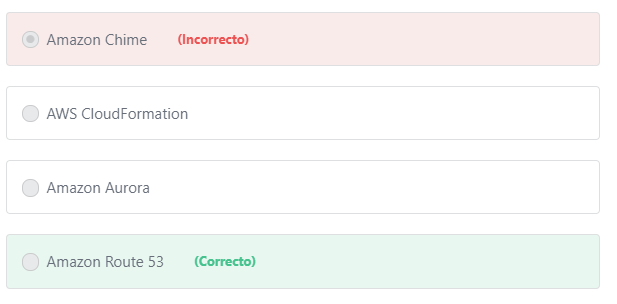 Amazon Chime (Incorrecto)
AWS CloudFormation
Amazon Aurora
Amazon Route 53 (Correcto)